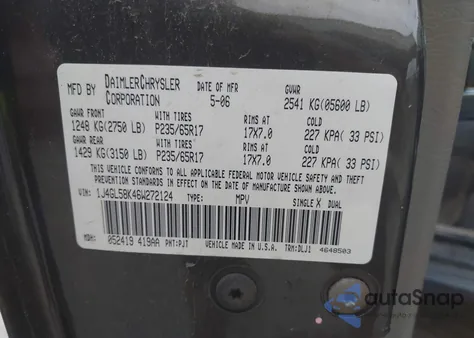 MFD BY DAIMLERCHRYSLER CORPORATION DATE OF MFR 5-06 GVWR 2541 KG(05600 LB)
GAWR FRONT WITH TIRES RIMS AT COLD
1248 KG(2750 LB) P235/65R17 17X7.0 227 KPA( 33 PSI)
GAWR REAR WITH TIRES RIMS AT COLD
1429 KG(3150 LB) P235/65R17 17X7.0 227 KPA( 33 PSI)
THIS VEHICLE CONFORMS TO ALL APPLICABLE FEDERAL MOTOR VEHICLE SAFETY, BUMPER, AND THEFT PREVENTION STANDARDS IN EFFECT ON THE DATE OF MANUFACTURE SHOWN ABOVE.
VIN: 1J4GL58K46W272124 TYPE: MPV SINGLE X DUAL
MDH: 052419 419AA PNT:PJT VEHICLE MADE IN U.S.A. TRM:DLJ1 4648503
autoSnap